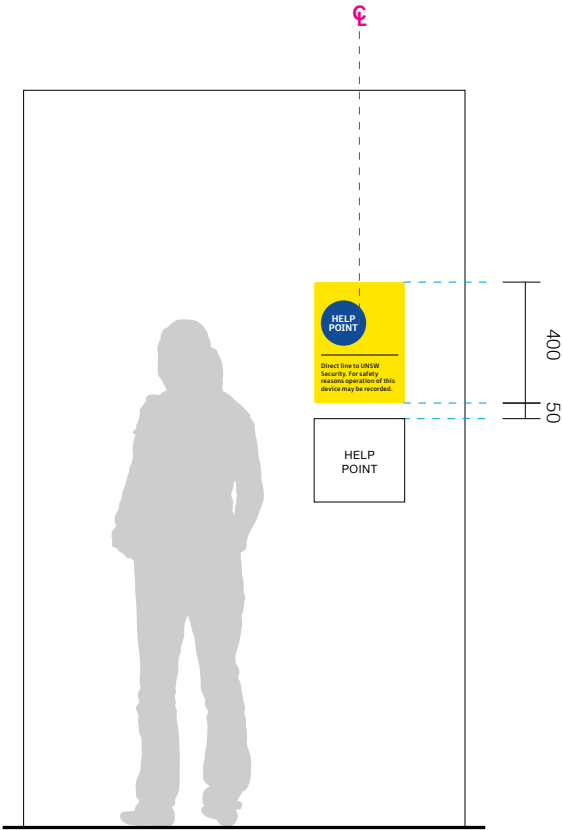 ℄
HELP
POINT
Direct line to UNSW
Security. For safety
reasons operation of this
device may be recorded.
400
50
HELP
POINT